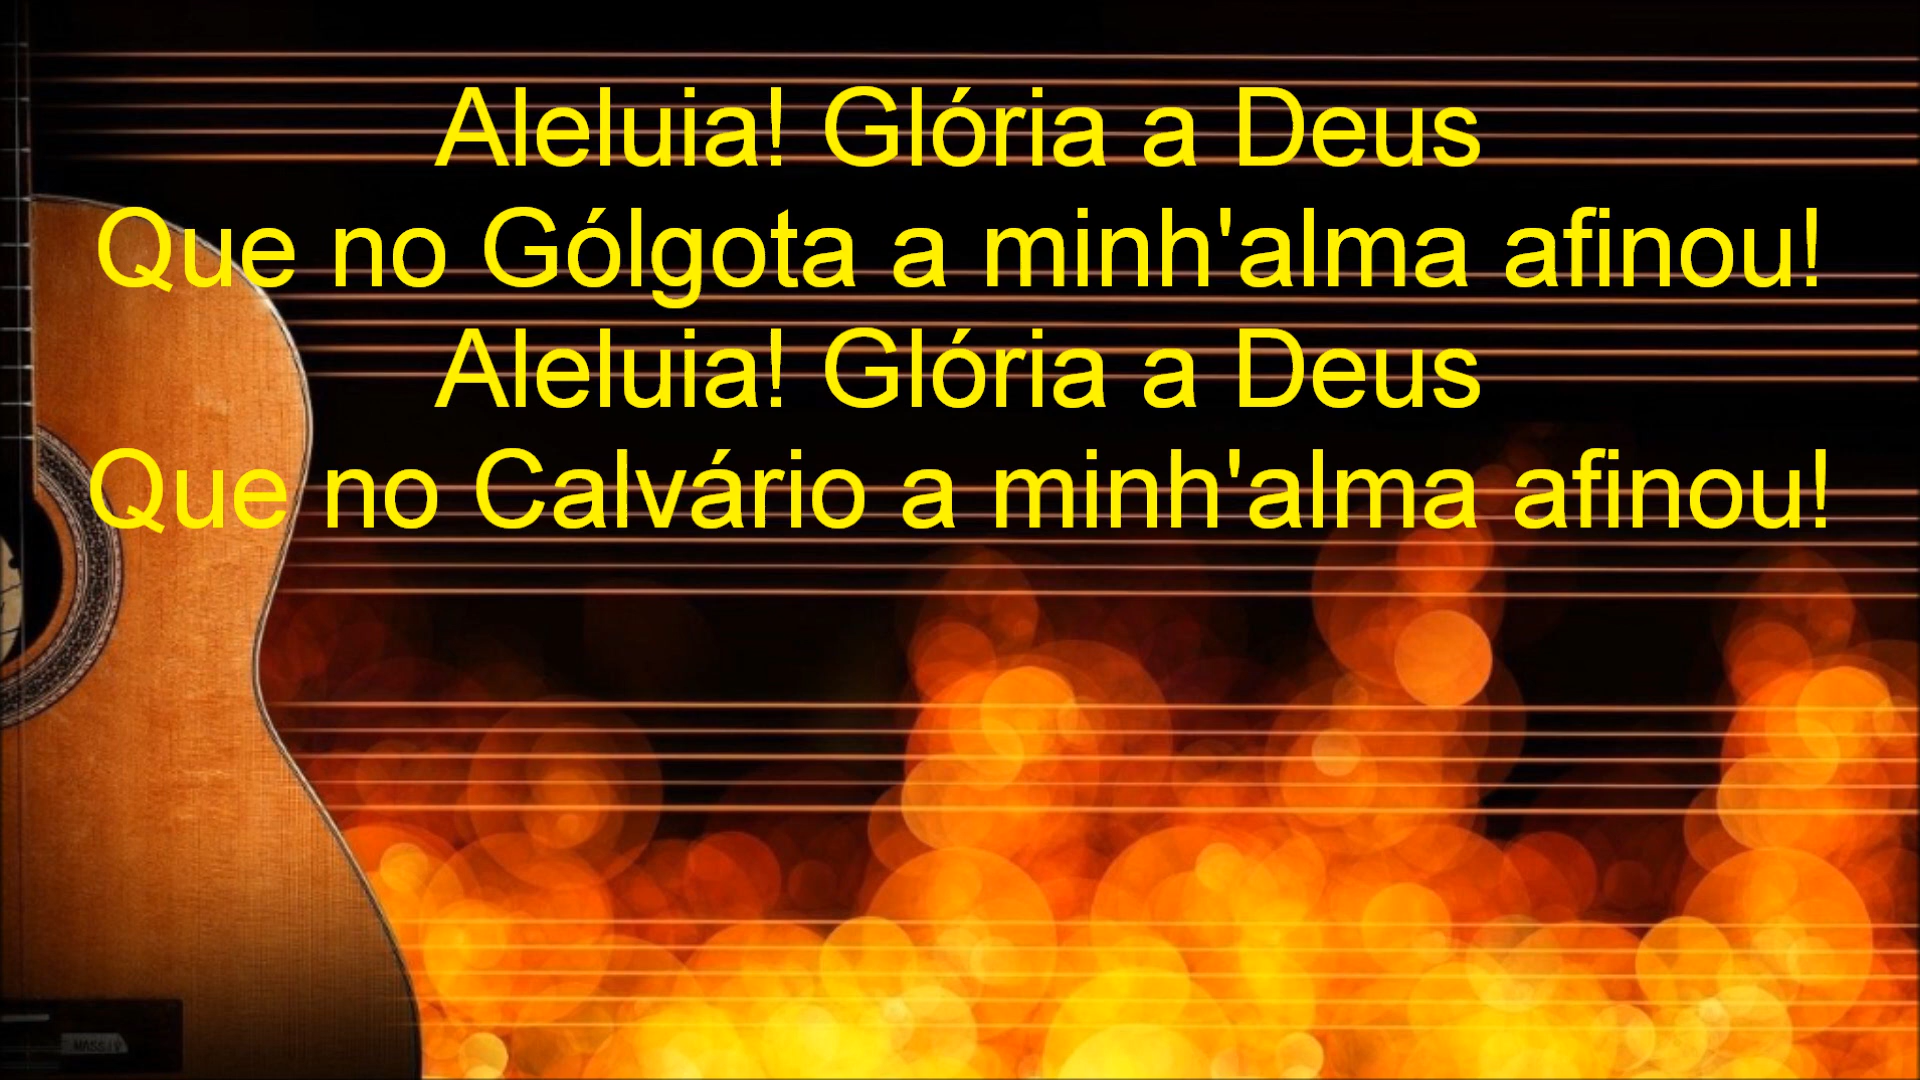 Aleluia! Glória a Deus
Que no Gólgota a minh'alma afinou!
Aleluia! Glória a Deus
Que no Calvário a minh'alma afinou!